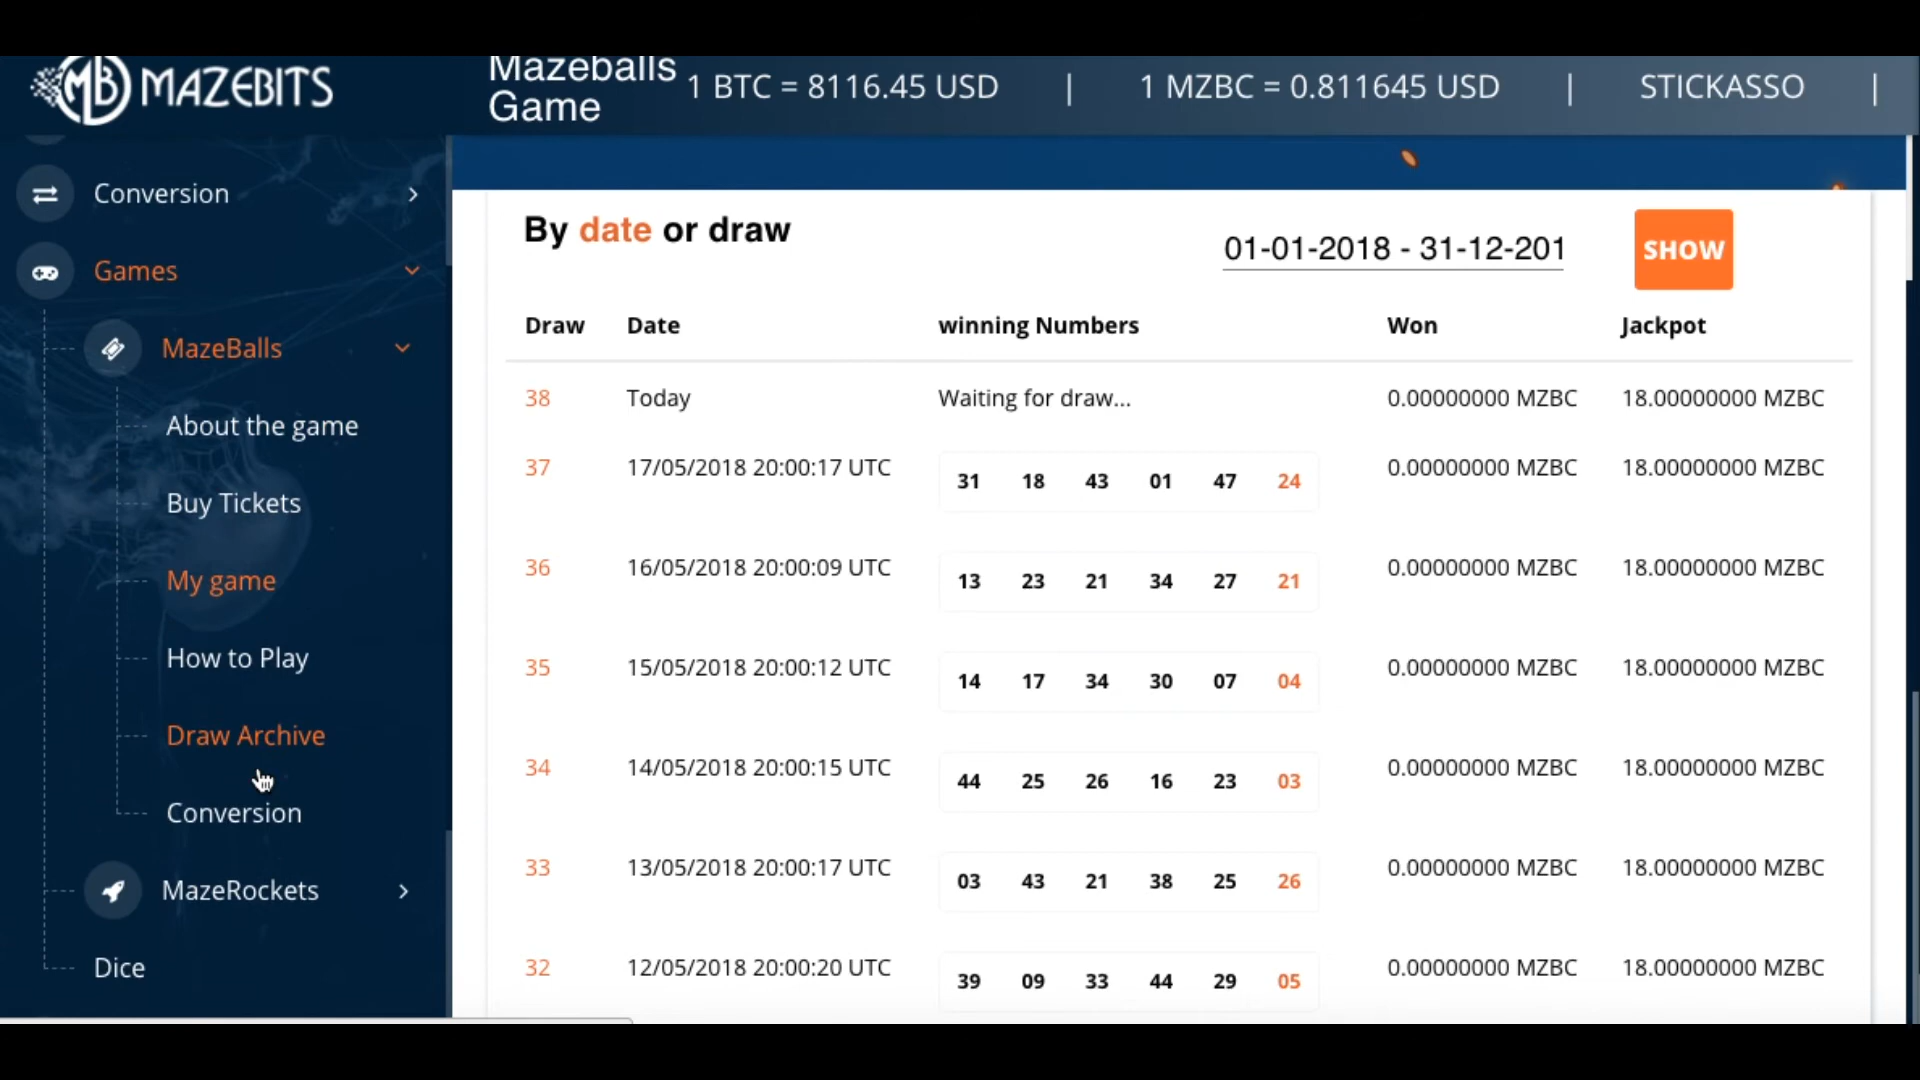 MB MAZEBITS
Mazeballs Game
1 BTC = 8116.45 USD | 1 MZBC = 0.811645 USD | STICKASSO |
Conversion
Games
MazeBalls
About the game
Buy Tickets
My game
How to Play
Draw Archive
Conversion
MazeRockets
Dice
By date or draw
01-01-2018 - 31-12-201
SHOW
Draw Date winning Numbers Won Jackpot
38 Today Waiting for draw... 0.00000000 MZBC 18.00000000 MZBC
37 17/05/2018 20:00:17 UTC 31 18 43 01 47 24 0.00000000 MZBC 18.00000000 MZBC
36 16/05/2018 20:00:09 UTC 13 23 21 34 27 21 0.00000000 MZBC 18.00000000 MZBC
35 15/05/2018 20:00:12 UTC 14 17 34 30 07 04 0.00000000 MZBC 18.00000000 MZBC
34 14/05/2018 20:00:15 UTC 44 25 26 16 23 03 0.00000000 MZBC 18.00000000 MZBC
33 13/05/2018 20:00:17 UTC 03 43 21 38 25 26 0.00000000 MZBC 18.00000000 MZBC
32 12/05/2018 20:00:20 UTC 39 09 33 44 29 05 0.00000000 MZBC 18.00000000 MZBC